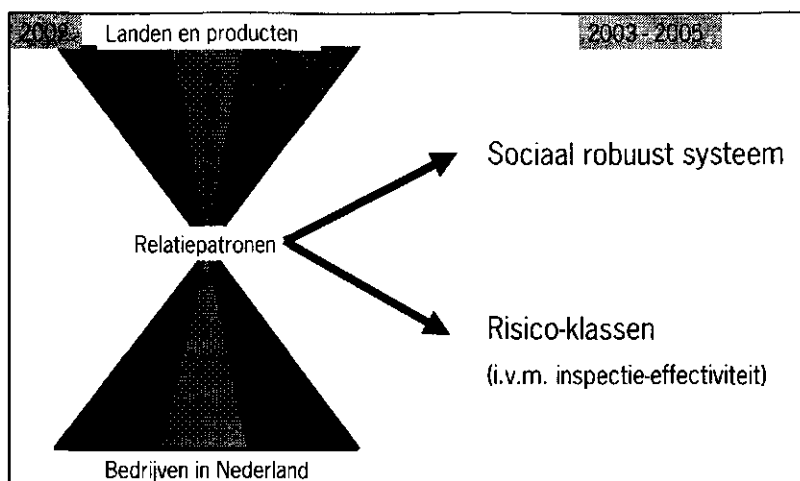 Landen en producten
2003 - 2005
Sociaal robuust systeem
Relatiepatronen
Risico-klassen
(i.v.m. inspectie-effectiviteit)
Bedrijven in Nederland